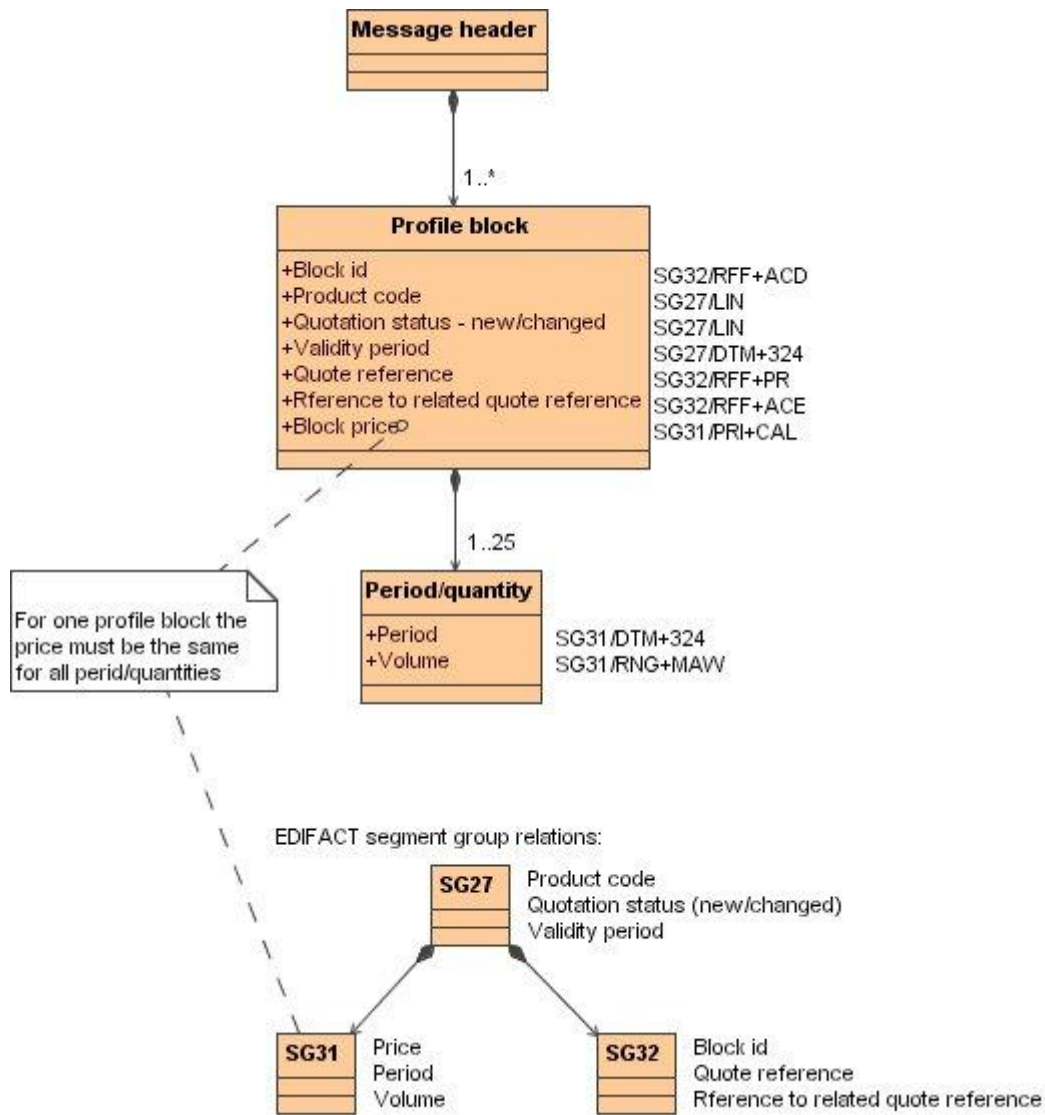 Message header
1..*
Profile block
+Block id SG32/RFF+ACD
+Product code SG27/LIN
+Quotation status - new/changed SG27/LIN
+Validity period SG27/DTM+324
+Quote reference SG32/RFF+PR
+Rference to related quote reference SG32/RFF+ACE
+Block price SG31/PRI+CAL
1..25
Period/quantity
+Period SG31/DTM+324
+Volume SG31/RNG+MAW
For one profile block the
price must be the same
for all perid/quantities
EDIFACT segment group relations:
SG27 Product code
Quotation status (new/changed)
Validity period
SG31 Price
Period
Volume
SG32 Block id
Quote reference
Rference to related quote reference